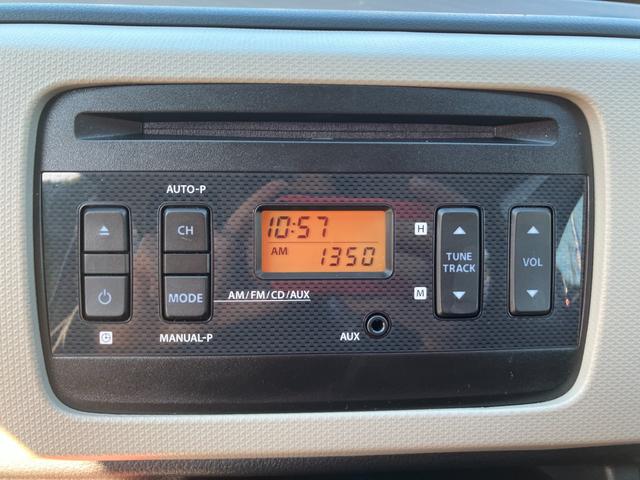 AUTO-P
CH
MODE
10:57
AM 1350
H
TUNE
TRACK
VOL
AM/FM/CD/AUX
M
MANUAL-P
AUX